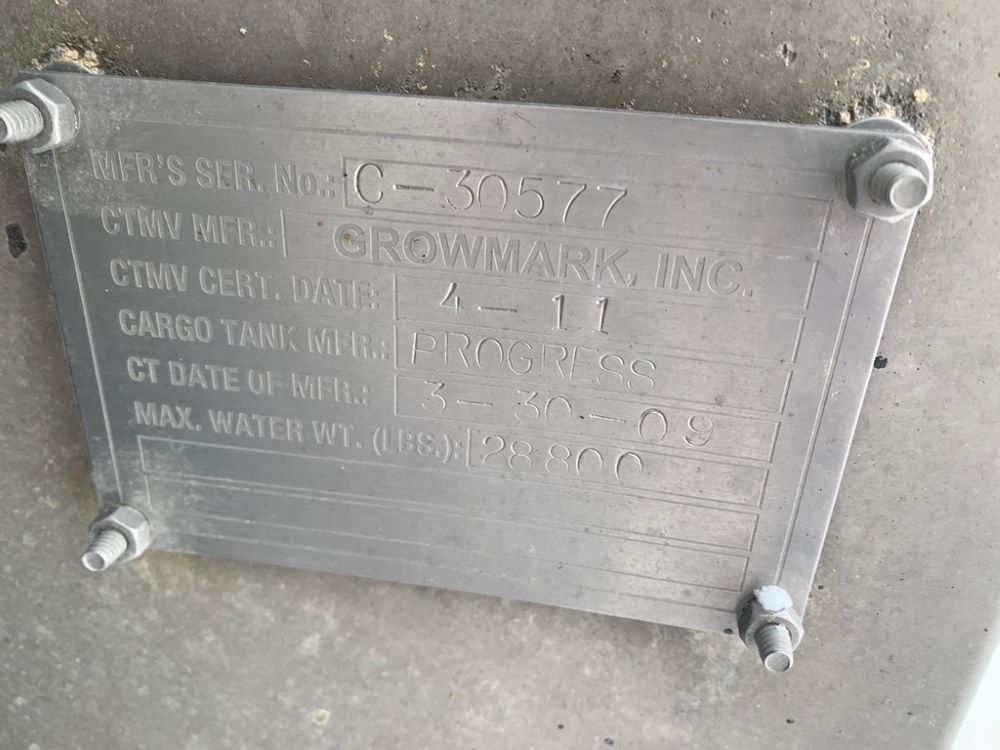 MFR'S SER. No.: C-30577
CTMV MFR.: GROWMARK, INC.
CTMV CERT. DATE: 4-11
CARGO TANK MFR.: PROGRESS
CT DATE OF MFR.: 3-30-09
MAX. WATER WT. (LBS.): 28800